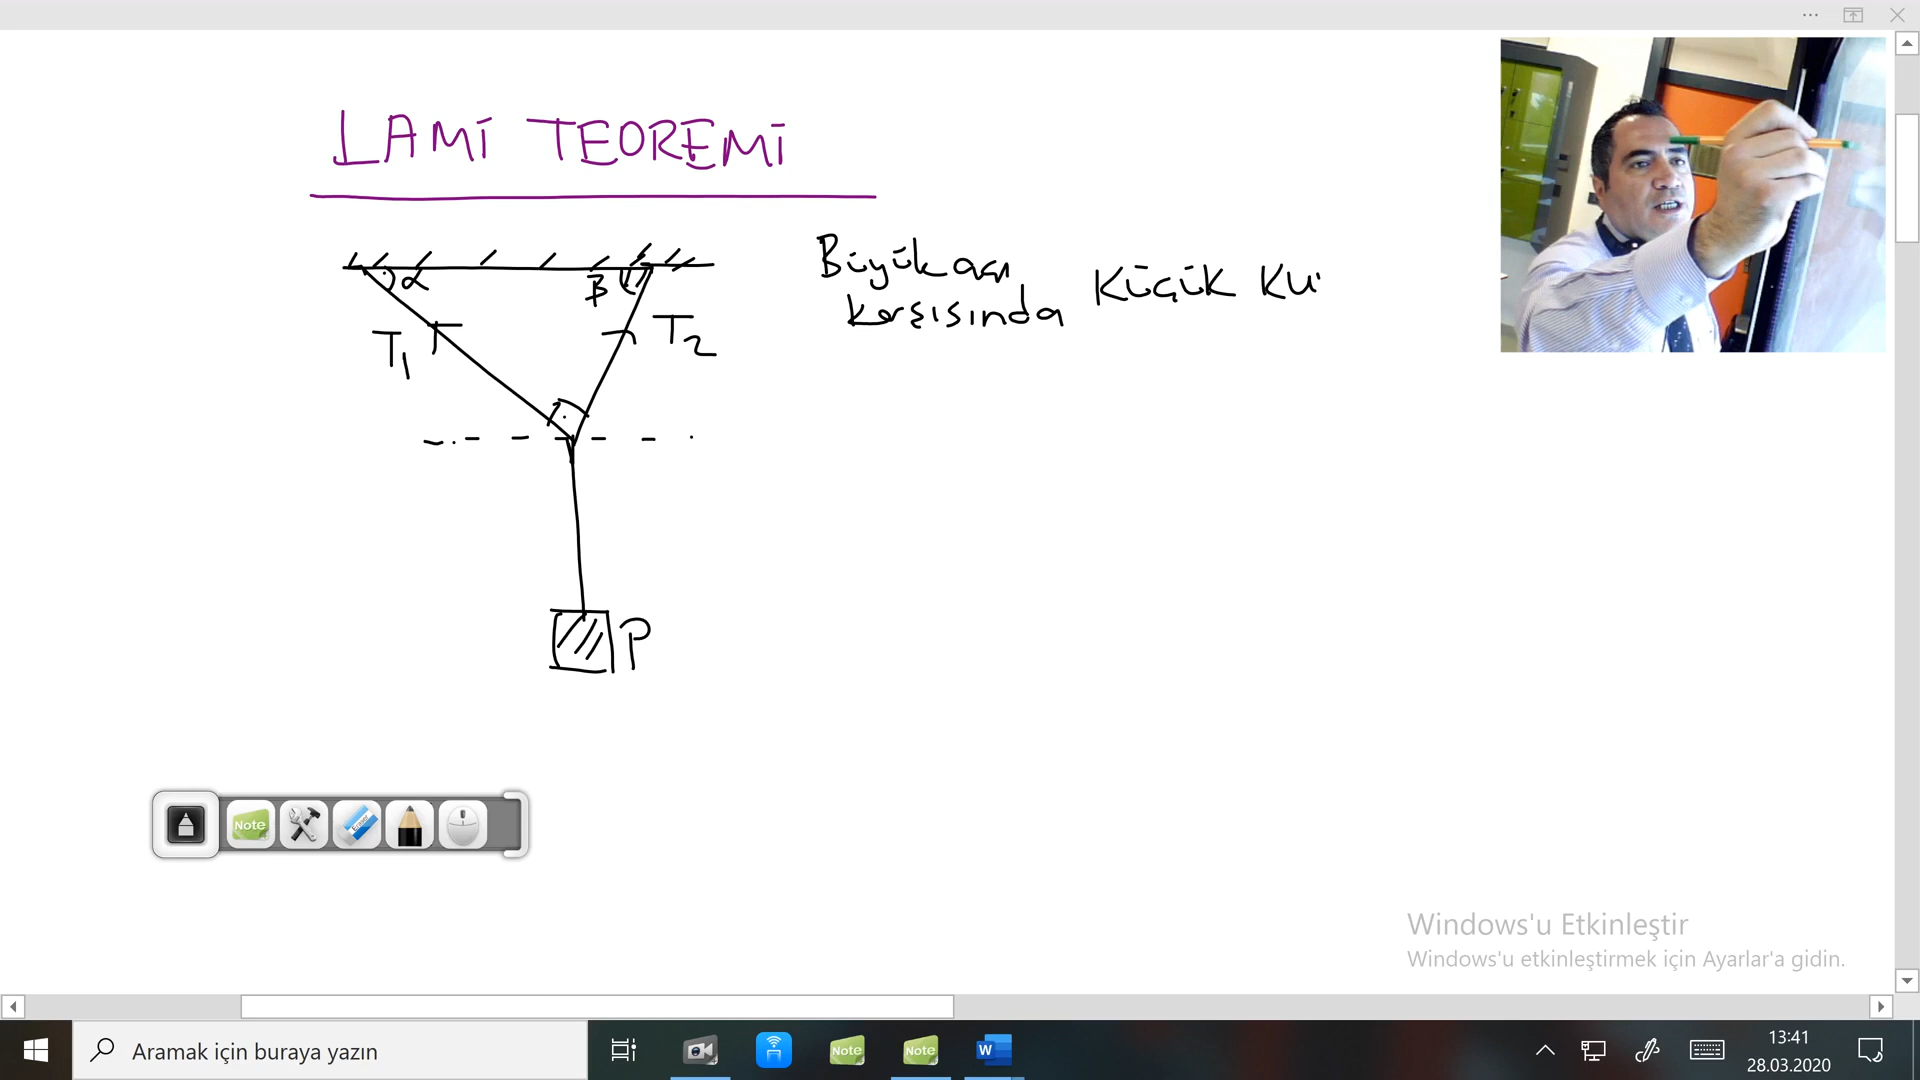 LAMİ TEOREMİ
Büyük açı
karşısında
Küçük Ku
α
B
T1
T2
P
Note
Eraser
Windows'u Etkinleştir
Windows'u etkinleştirmek için Ayarlar'a gidin.
Aramak için buraya yazın
Note
Note
W
13:41
28.03.2020